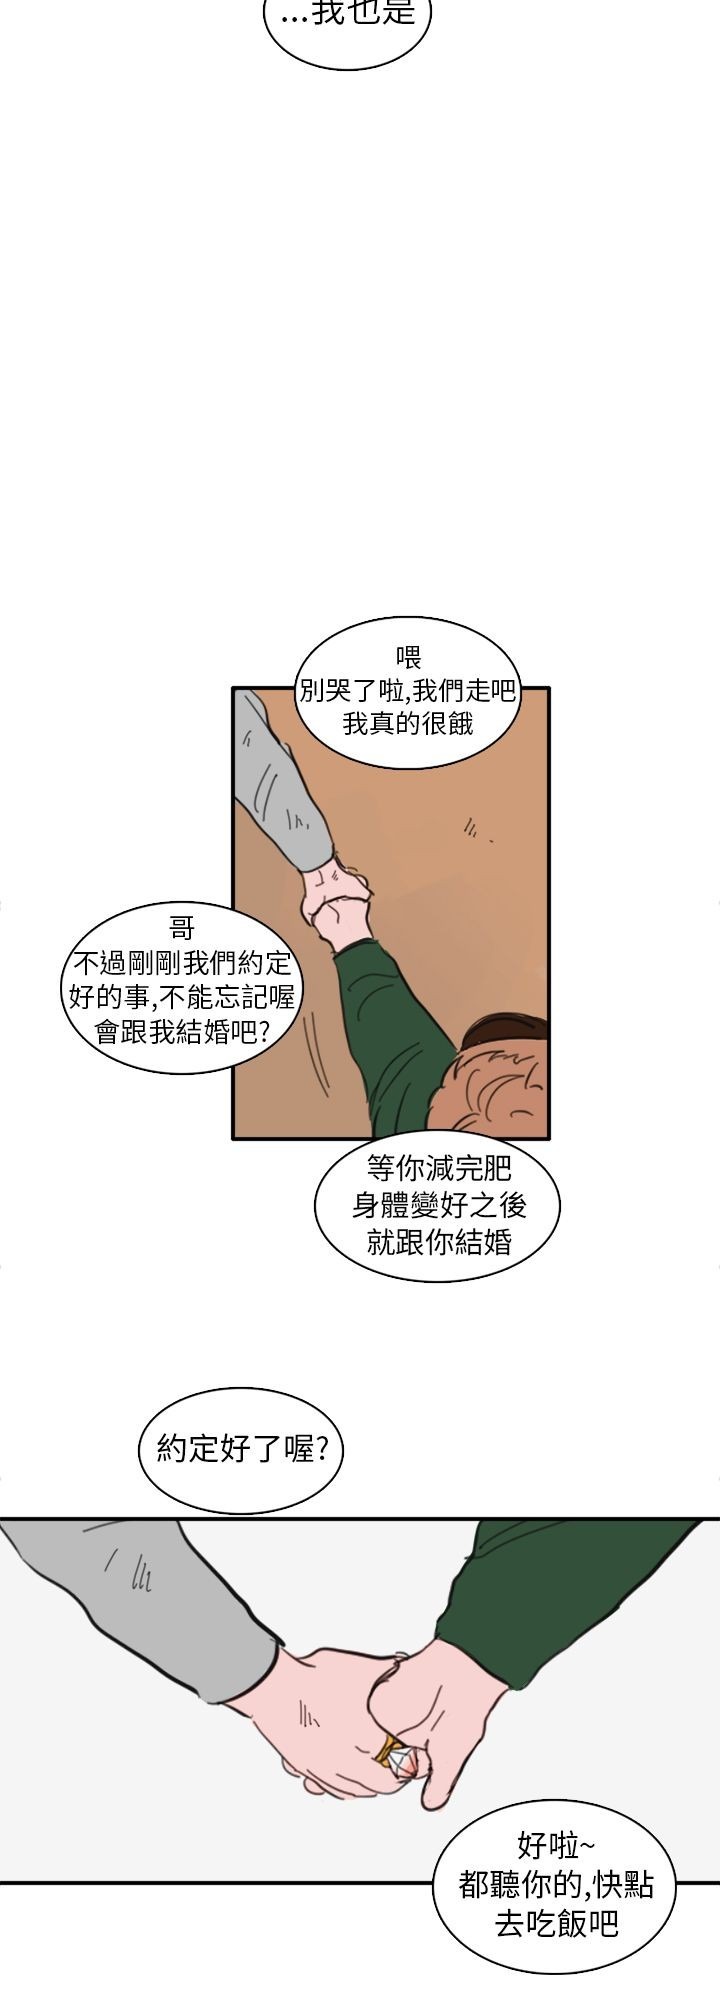 ...我也是
喂
別哭了啦,我們走吧
我真的很餓
哥
不過剛剛我們約定
好的事,不能忘記喔
會跟我結婚吧?
等你減完肥
身體變好之後
就跟你結婚
約定好了喔?
好啦~
都聽你的,快點
去吃飯吧